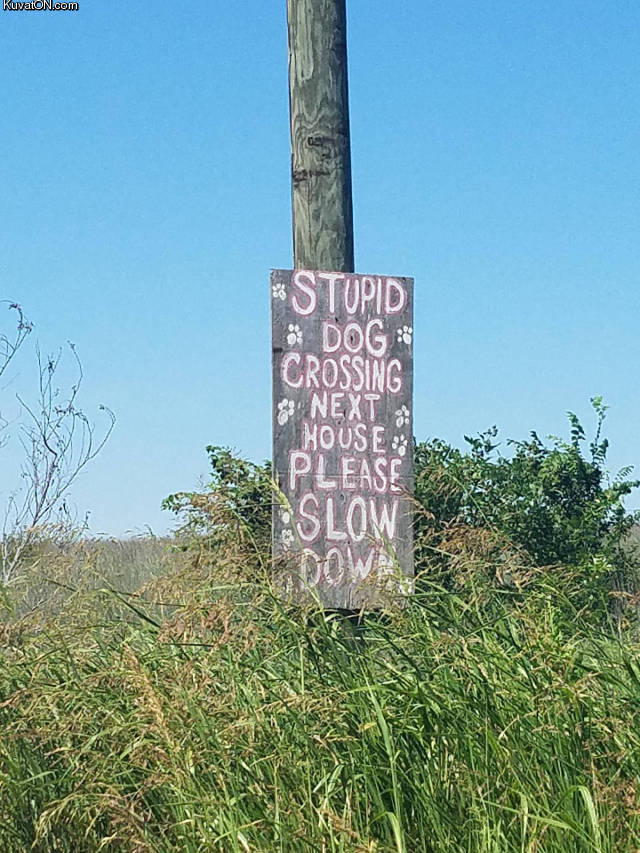 KuvatON.com
STUPID
DOG
CROSSING
NEXT
HOUSE
PLEASE
SLOW
DOWN